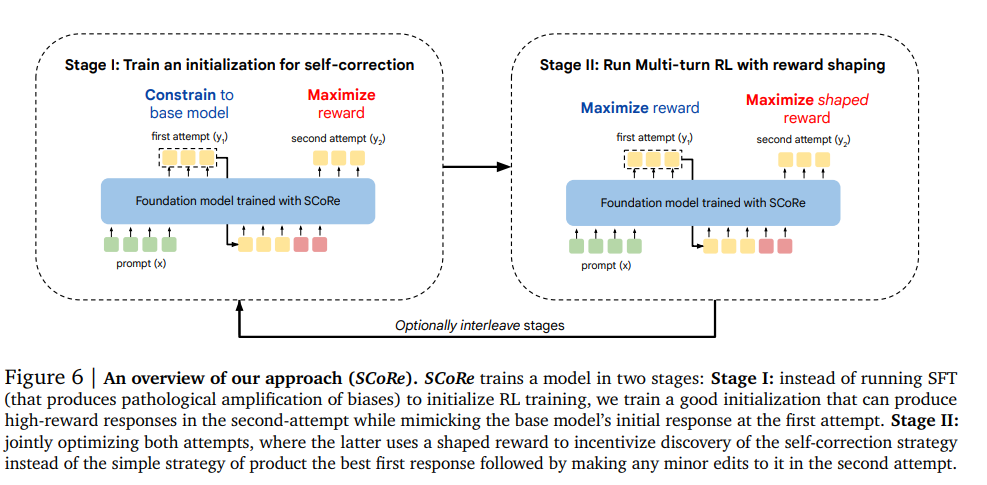 Stage I: Train an initialization for self-correction
Constrain to
base model
Maximize
reward
first attempt (y₁)
second attempt (y₂)
Foundation model trained with SCoRe
prompt (x)
Stage II: Run Multi-turn RL with reward shaping
Maximize reward
Maximize shaped
reward
first attempt (y₁)
second attempt (y₂)
Foundation model trained with SCoRe
prompt (x)
Optionally interleave stages
Figure 6 | An overview of our approach (SCoRe). SCoRe trains a model in two stages: Stage I: instead of running SFT
(that produces pathological amplification of biases) to initialize RL training, we train a good initialization that can produce
high-reward responses in the second-attempt while mimicking the base model's initial response at the first attempt. Stage II:
jointly optimizing both attempts, where the latter uses a shaped reward to incentivize discovery of the self-correction strategy
instead of the simple strategy of product the best first response followed by making any minor edits to it in the second attempt.